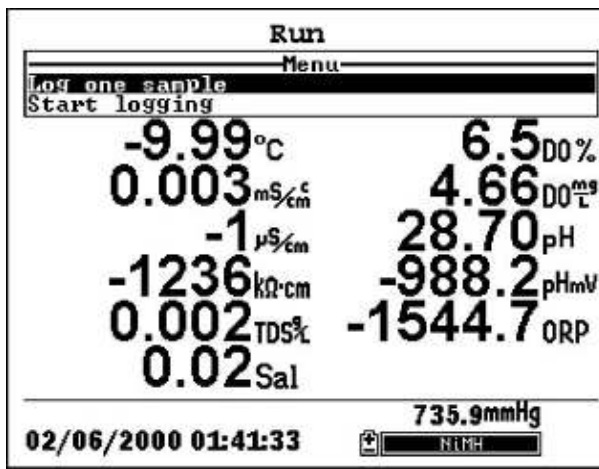 Run
Menu
Log one sample
Start logging
-9.99°C 6.5DO %
0.003mS/cm c 4.66DO mg/L
-1µS/cm 28.70pH
-1236kΩ·cm -988.2pHmV
0.002TDS g/L -1544.7ORP
0.02Sal
735.9mmHg
02/06/2000 01:41:33 NiMH